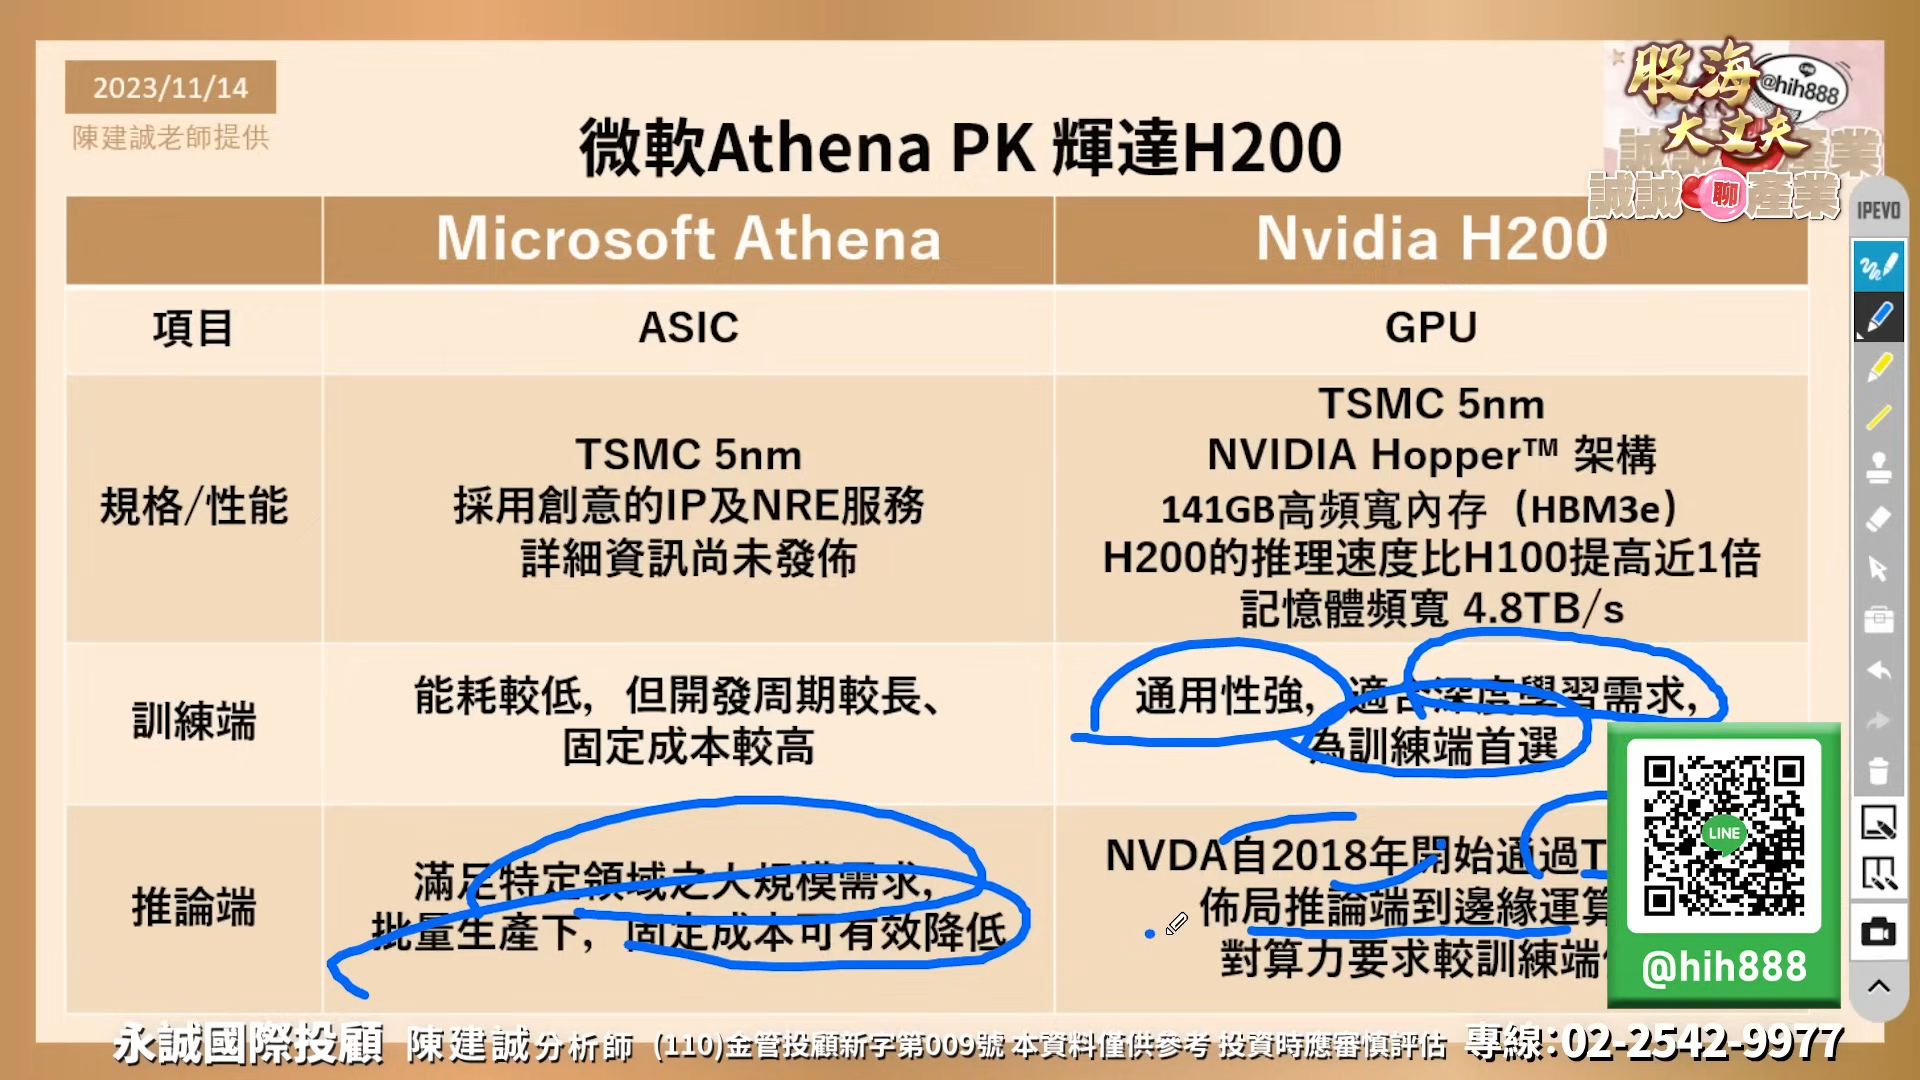 2023/11/14
陳建誠老師提供
微軟Athena PK 輝達H200
股海
大丈夫
@hih888
誠誠聊產業
IPEVO
Microsoft Athena
Nvidia H200
項目
ASIC
GPU
規格/性能
TSMC 5nm
採用創意的IP及NRE服務
詳細資訊尚未發佈
TSMC 5nm
NVIDIA Hopper™ 架構
141GB高頻寬內存（HBM3e）
H200的推理速度比H100提高近1倍
記憶體頻寬 4.8TB/s
訓練端
能耗較低，但開發周期較長、
固定成本較高
通用性強，適合深度學習需求，
為訓練端首選
推論端
滿足特定領域之大規模需求，
批量生產下，固定成本可有效降低
NVDA自2018年開始通過T
佈局推論端到邊緣運算
對算力要求較訓練端
LINE
@hih888
永誠國際投顧 陳建誠分析師 (110)金管投顧新字第009號 本資料僅供參考 投資時應審慎評估 專線:02-2542-9977